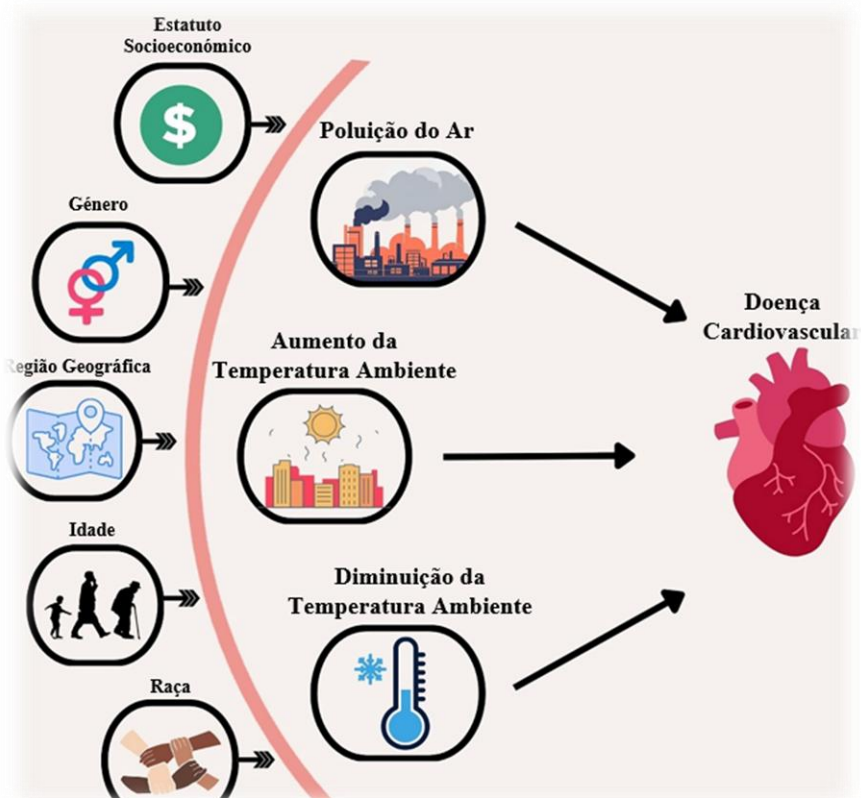 Estatuto
Socioeconómico
Poluição do Ar
Género
Doença
Cardiovascular
Aumento da
Temperatura Ambiente
Região Geográfica
Idade
Diminuição da
Temperatura Ambiente
Raça